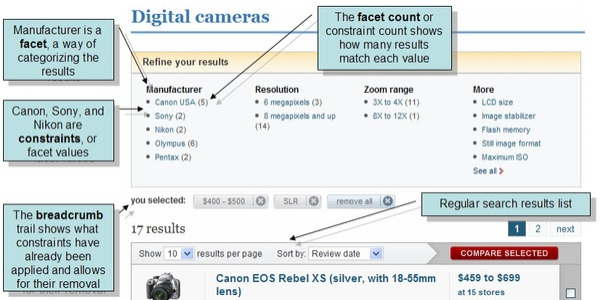 Digital cameras
Manufacturer is a
facet, a way of
categorizing the
results
The facet count or
constraint count shows
how many results
match each value
Refine your results
Manufacturer
Canon USA (5)
Sony (2)
Nikon (2)
Olympus (6)
Pentax (2)
Resolution
6 megapixels (3)
8 megapixels and up
(14)
Zoom range
3X to 4X (11)
8X to 12X (1)
More
LCD size
Image stabilizer
Flash memory
Still image format
Maximum ISO
See all
Canon, Sony, and
Nikon are
constraints, or
facet values
The breadcrumb
trail shows what
constraints have
already been
applied and allows
for their removal
you selected: $400 - $500 SLR remove all
Regular search results list
17 results
1 2 next
Show 10 results per page Sort by: Review date
COMPARE SELECTED
Canon EOS Rebel XS (silver, with 18-55mm
lens)
$459 to $699
at 15 stores